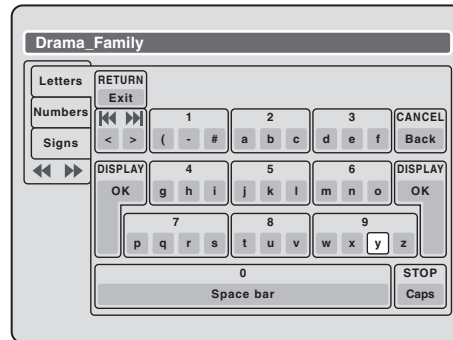 Drama_Family
Letters
Numbers
Signs
RETURN
Exit
1 2 3 CANCEL
< > ( - # a b c d e f Back
DISPLAY 4 5 6 DISPLAY
OK g h i j k l m n o OK
7 8 9
p q r s t u v w x y z
0 STOP
Space bar Caps